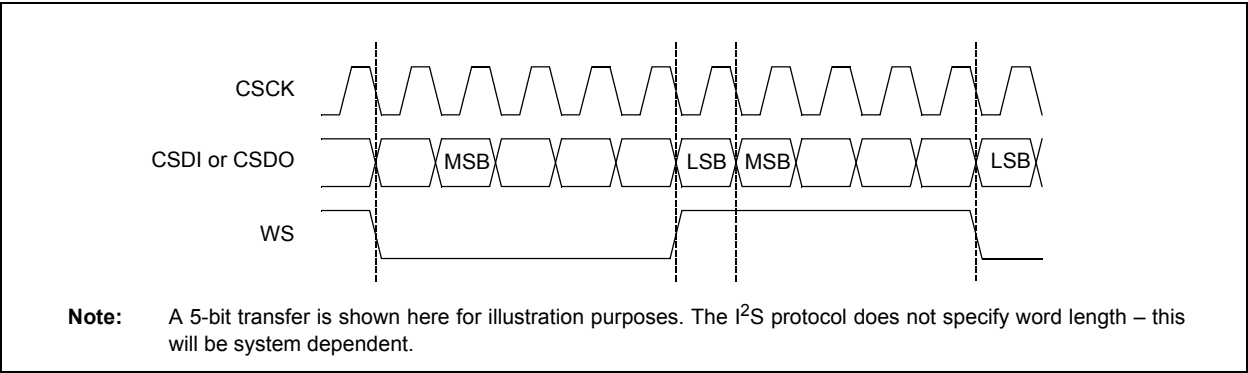 CSCK
CSDI or CSDO MSB LSB MSB LSB
WS
Note: A 5-bit transfer is shown here for illustration purposes. The I²S protocol does not specify word length – this
will be system dependent.